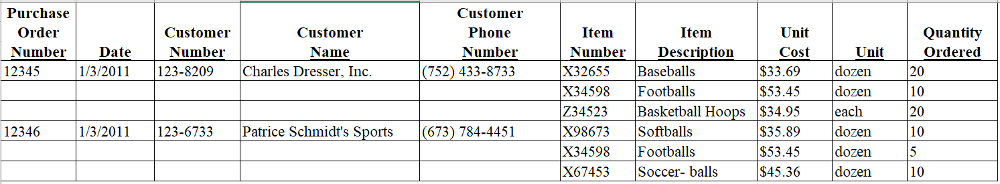 Purchase Order Number Date Customer Number Customer Name Customer Phone Number Item Number Item Description Unit Cost Unit Quantity Ordered
12345 1/3/2011 123-8209 Charles Dresser, Inc. (752) 433-8733 X32655 Baseballs $33.69 dozen 20
X34598 Footballs $53.45 dozen 10
Z34523 Basketball Hoops $34.95 each 20
12346 1/3/2011 123-6733 Patrice Schmidt's Sports (673) 784-4451 X98673 Softballs $35.89 dozen 10
X34598 Footballs $53.45 dozen 5
X67453 Soccer- balls $45.36 dozen 10